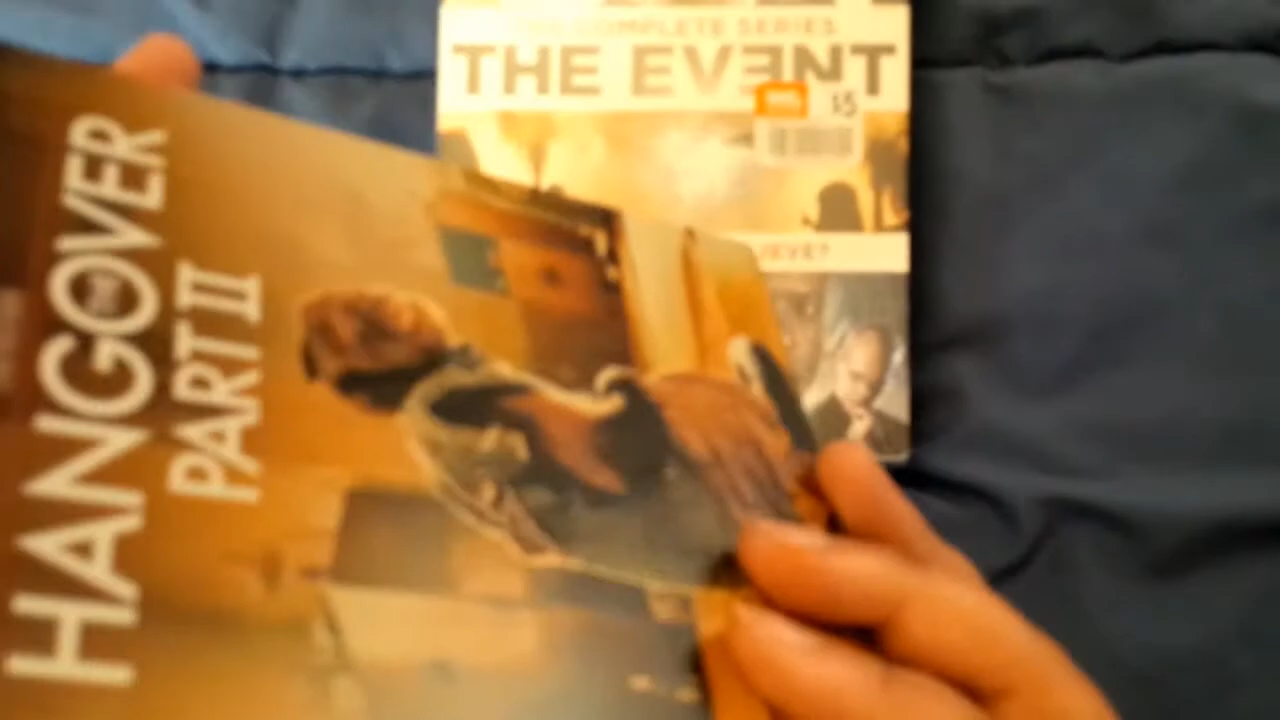 THE COMPLETE SERIES
THE EVENT
15
HANGOVER
PART II